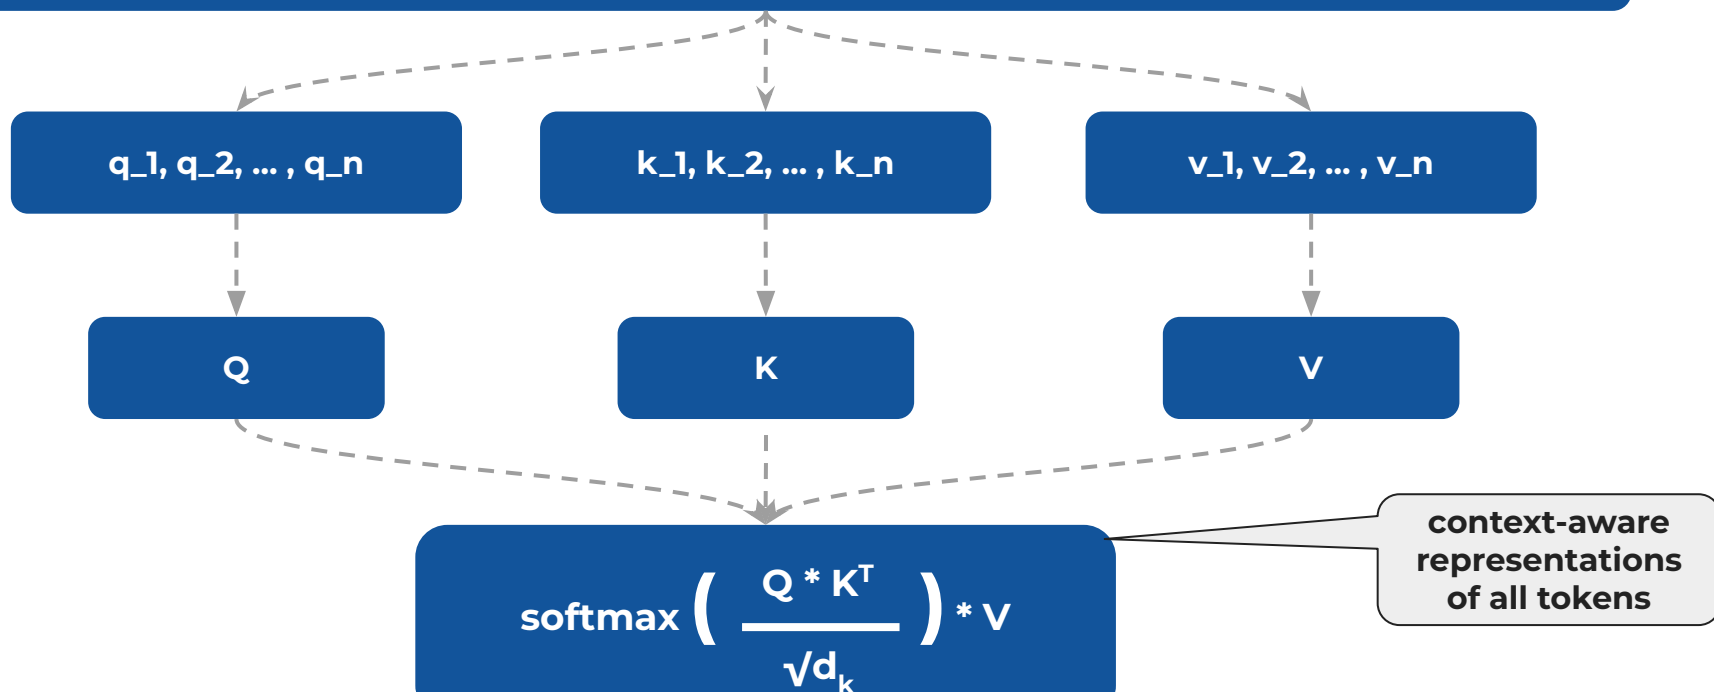 q_1, q_2, ... , q_n
k_1, k_2, ... , k_n
v_1, v_2, ... , v_n
Q
K
V
context-aware
representations
of all tokens
softmax ( Q * Kᵀ / √dₖ ) * V